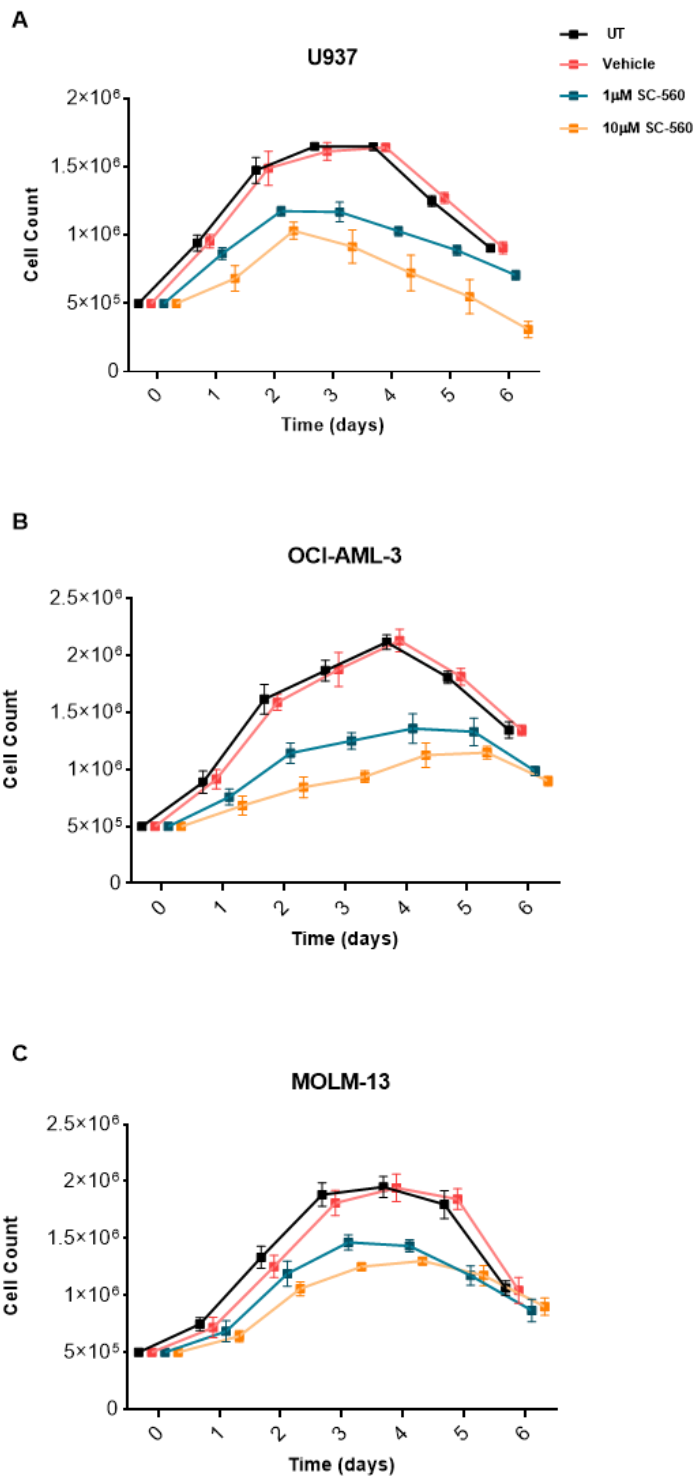 A
U937
UT
Vehicle
1μM SC-560
10μM SC-560
2×10⁶
1.5×10⁶
1×10⁶
5×10⁵
0
Cell Count
0 1 2 3 4 5 6
Time (days)
B
OCI-AML-3
2.5×10⁶
2×10⁶
1.5×10⁶
1×10⁶
5×10⁵
0
Cell Count
0 1 2 3 4 5 6
Time (days)
C
MOLM-13
2.5×10⁶
2×10⁶
1.5×10⁶
1×10⁶
5×10⁵
0
Cell Count
0 1 2 3 4 5 6
Time (days)